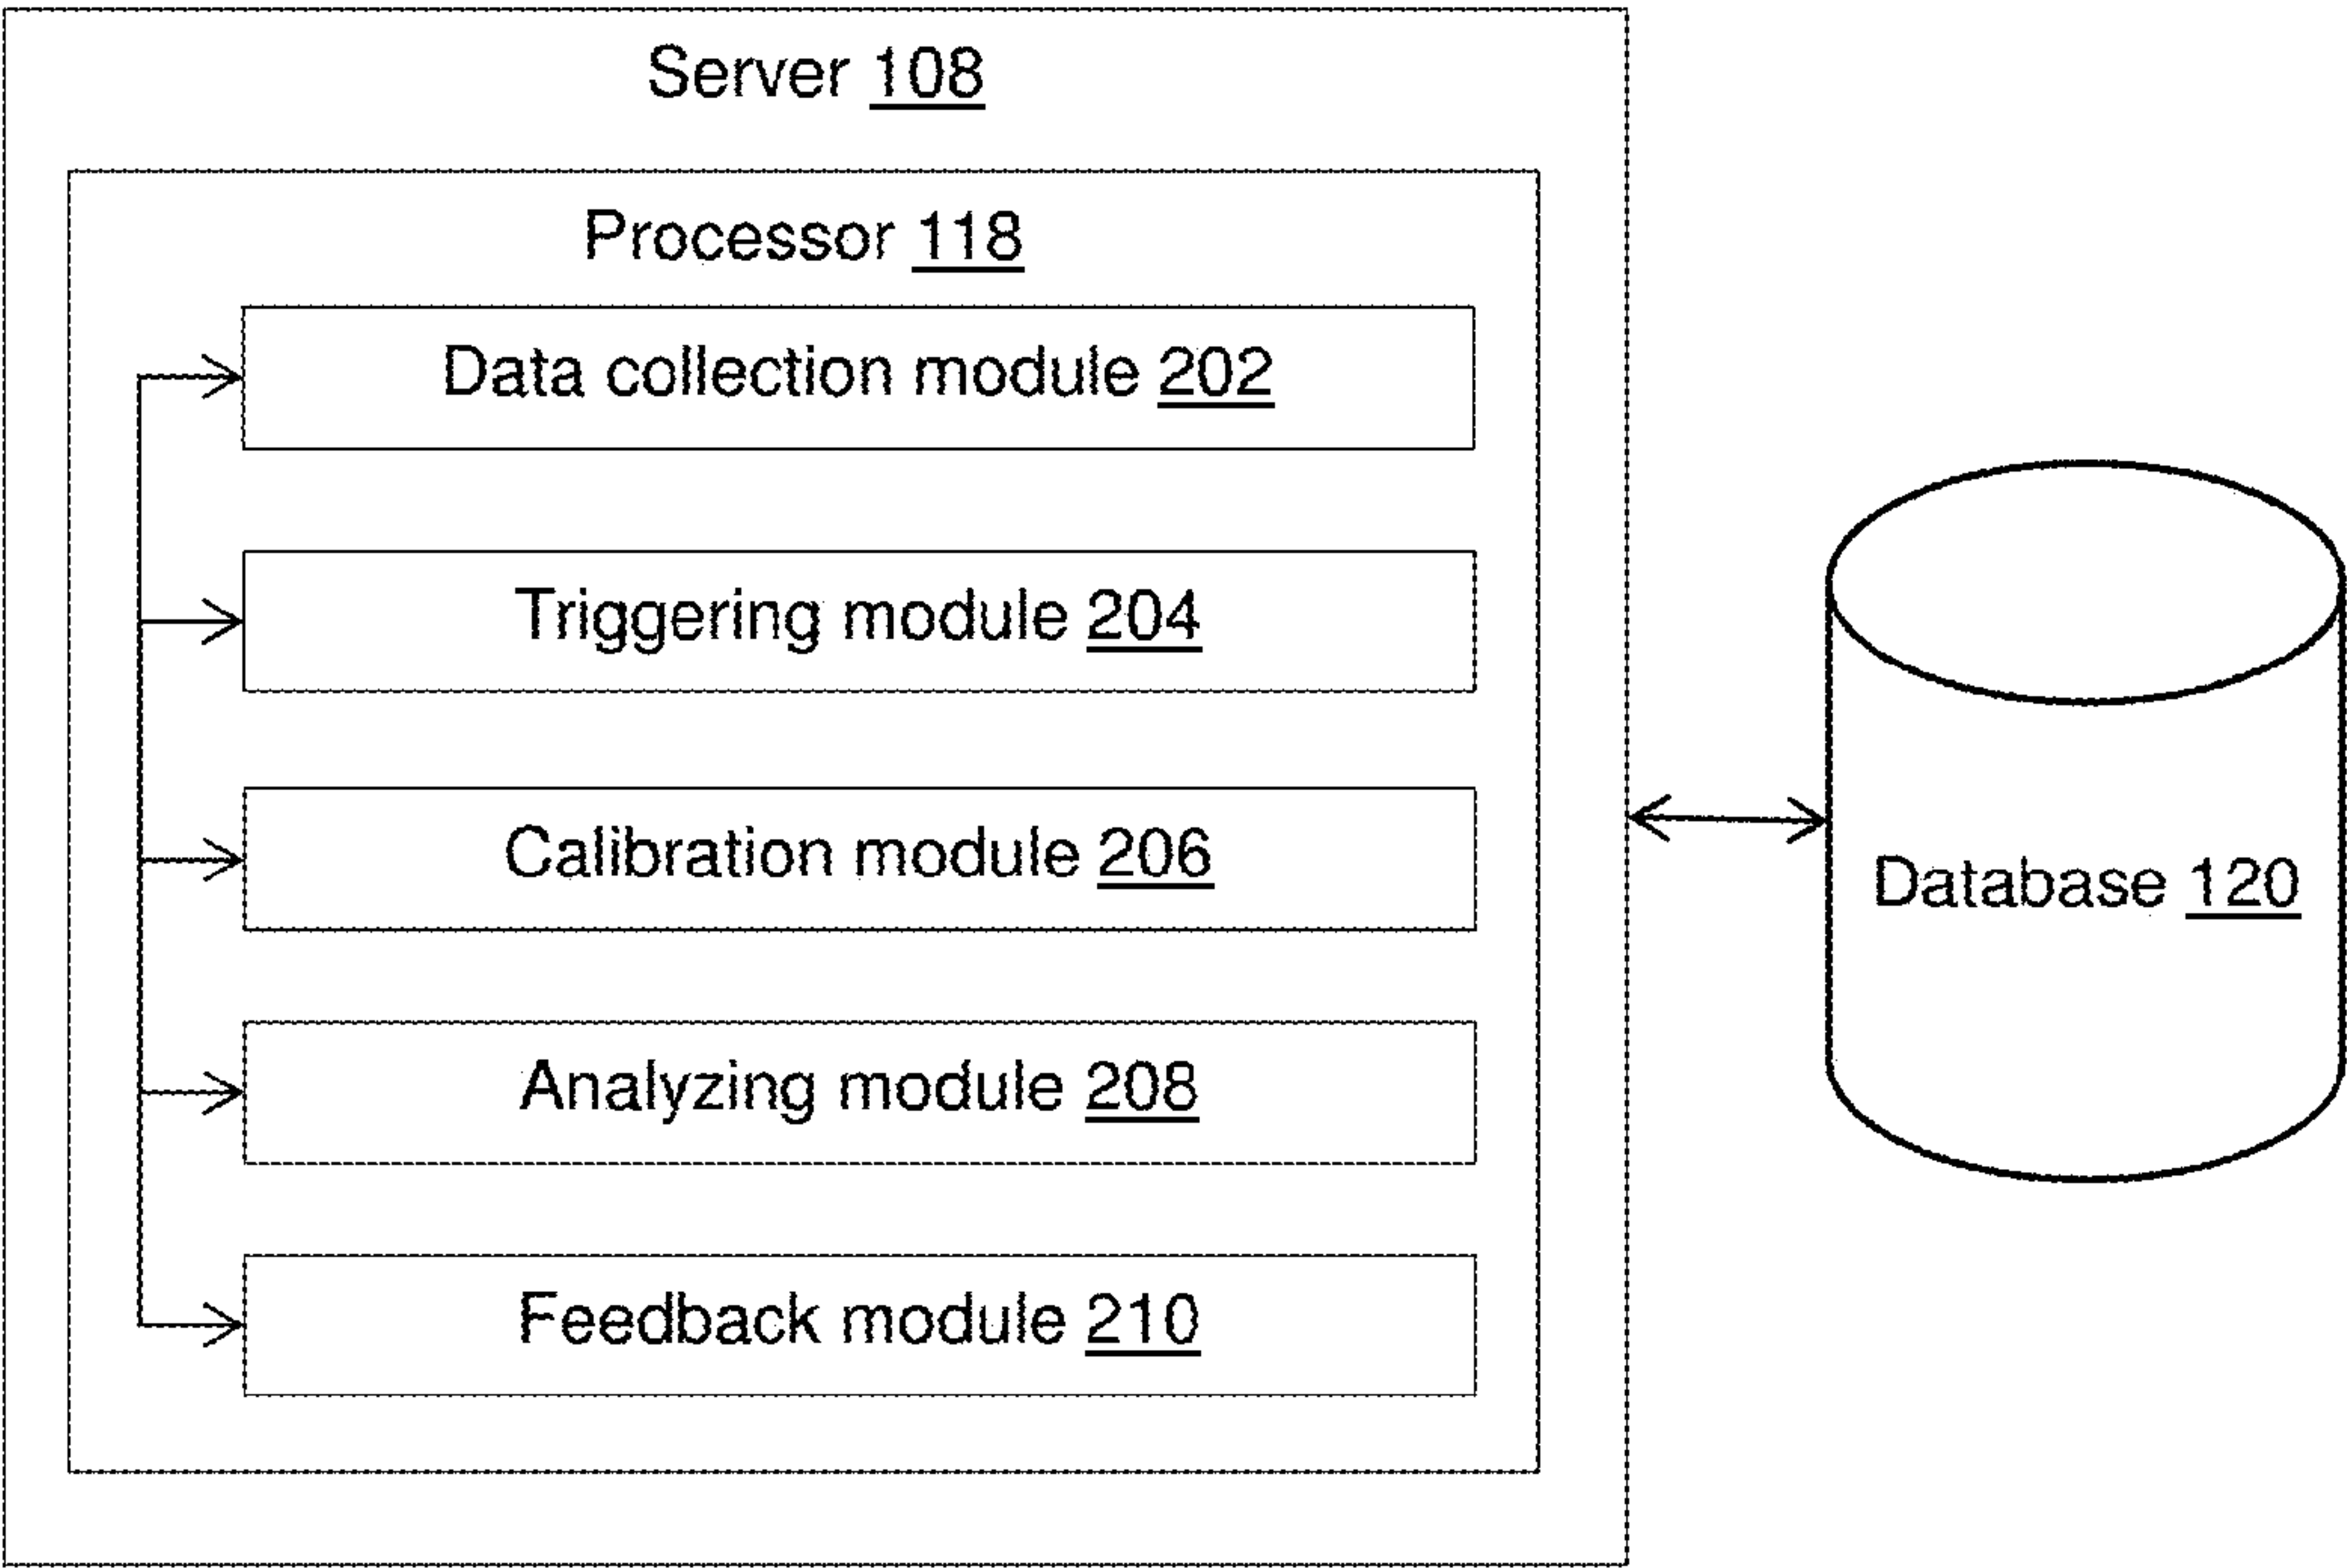 Server 108
Processor 118
Data collection module 202
Triggering module 204
Calibration module 206
Analyzing module 208
Feedback module 210
Database 120